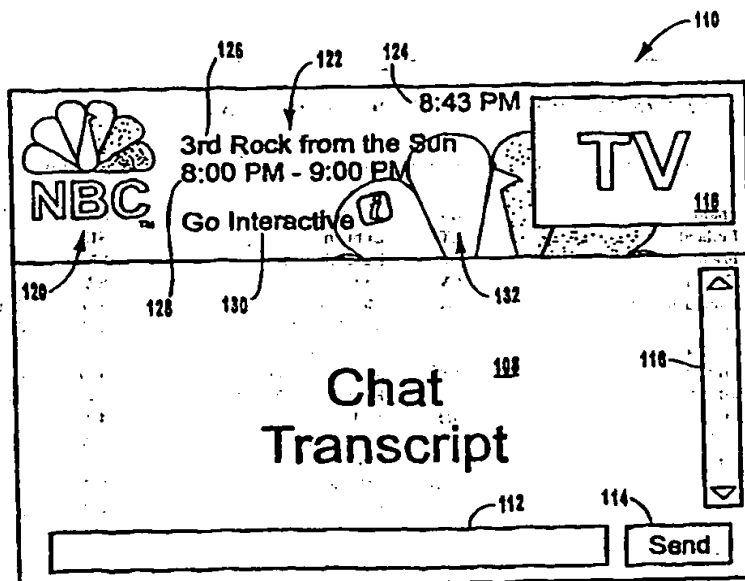 110
126
122
124
8:43 PM
3rd Rock from the Sun
8:00 PM - 9:00 PM
TV
118
NBC™
Go Interactive i
120
128
130
132
108
116
Chat
Transcript
112
114
Send